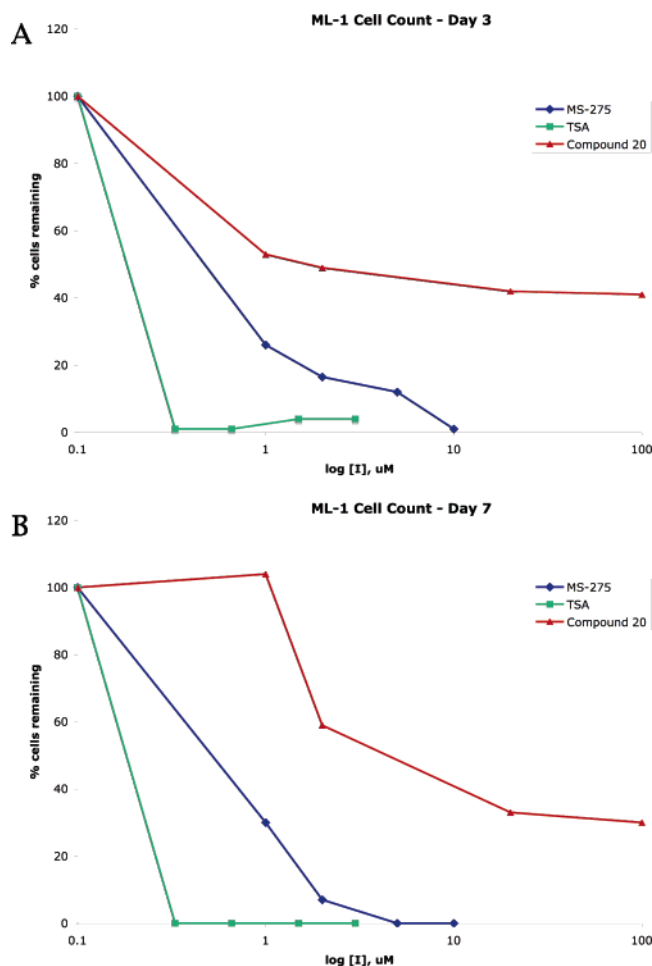 A
ML-1 Cell Count - Day 3
120
100
80
60
40
20
0
% cells remaining
0.1
1
10
100
log [I], uM
MS-275
TSA
Compound 20
B
ML-1 Cell Count - Day 7
120
100
80
60
40
20
0
% cells remaining
0.1
1
10
100
log [I], uM
MS-275
TSA
Compound 20